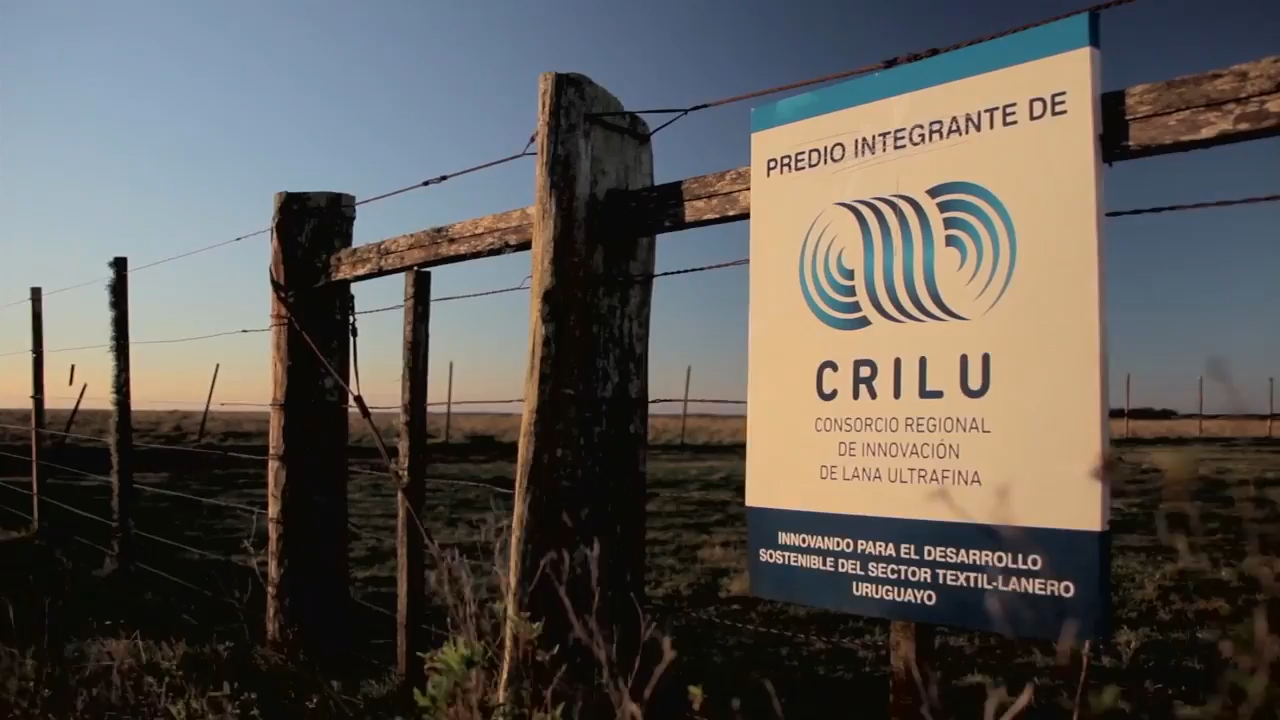 PREDIO INTEGRANTE DE
CRILU
CONSORCIO REGIONAL
DE INNOVACIÓN
DE LANA ULTRAFINA
INNOVANDO PARA EL DESARROLLO
SOSTENIBLE DEL SECTOR TEXTIL-LANERO
URUGUAYO